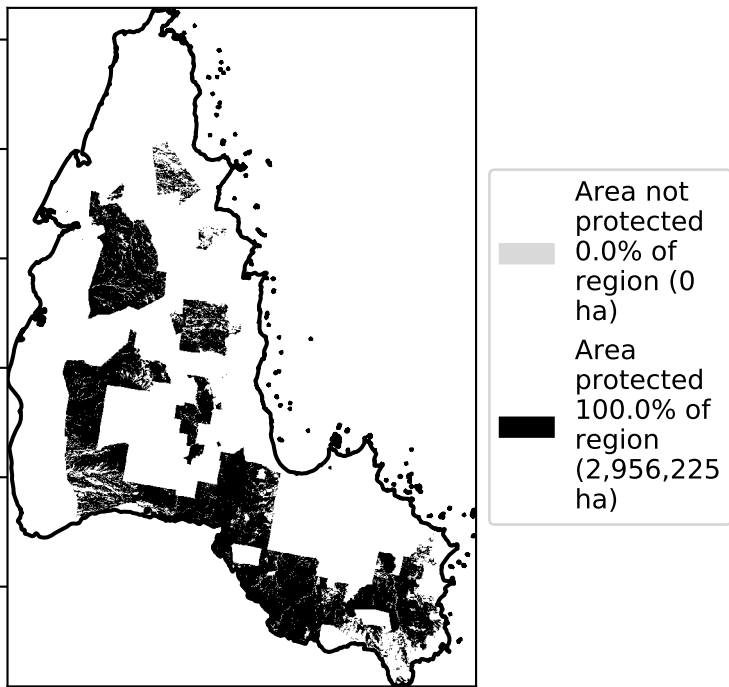 Area not
protected
0.0% of
region (0
ha)
Area
protected
100.0% of
region
(2,956,225
ha)